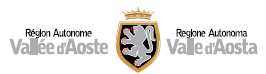 Région Autonome
Vallée d'Aoste
Regione Autonoma
Valle d'Aosta